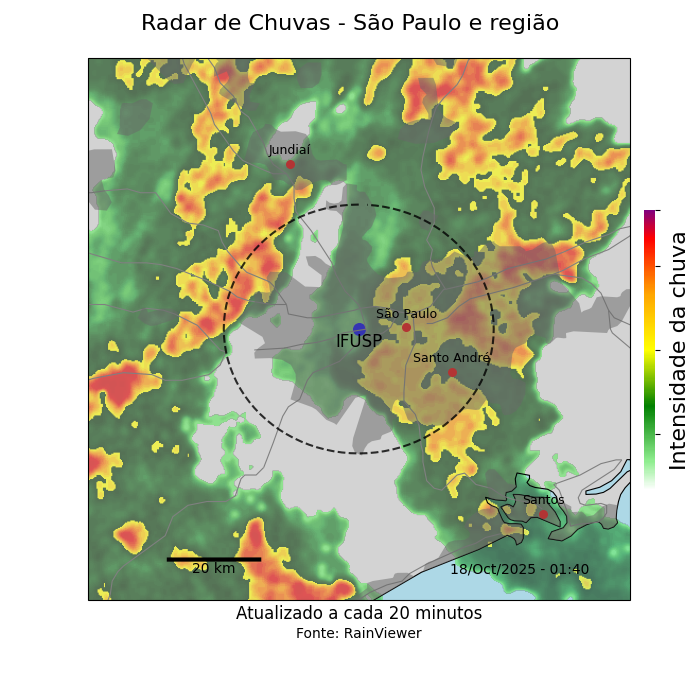 Radar de Chuvas - São Paulo e região
Jundiaí
São Paulo
IFUSP
Santo André
Santos
20 km
18/Oct/2025 - 01:40
Intensidade da chuva
Atualizado a cada 20 minutos
Fonte: RainViewer